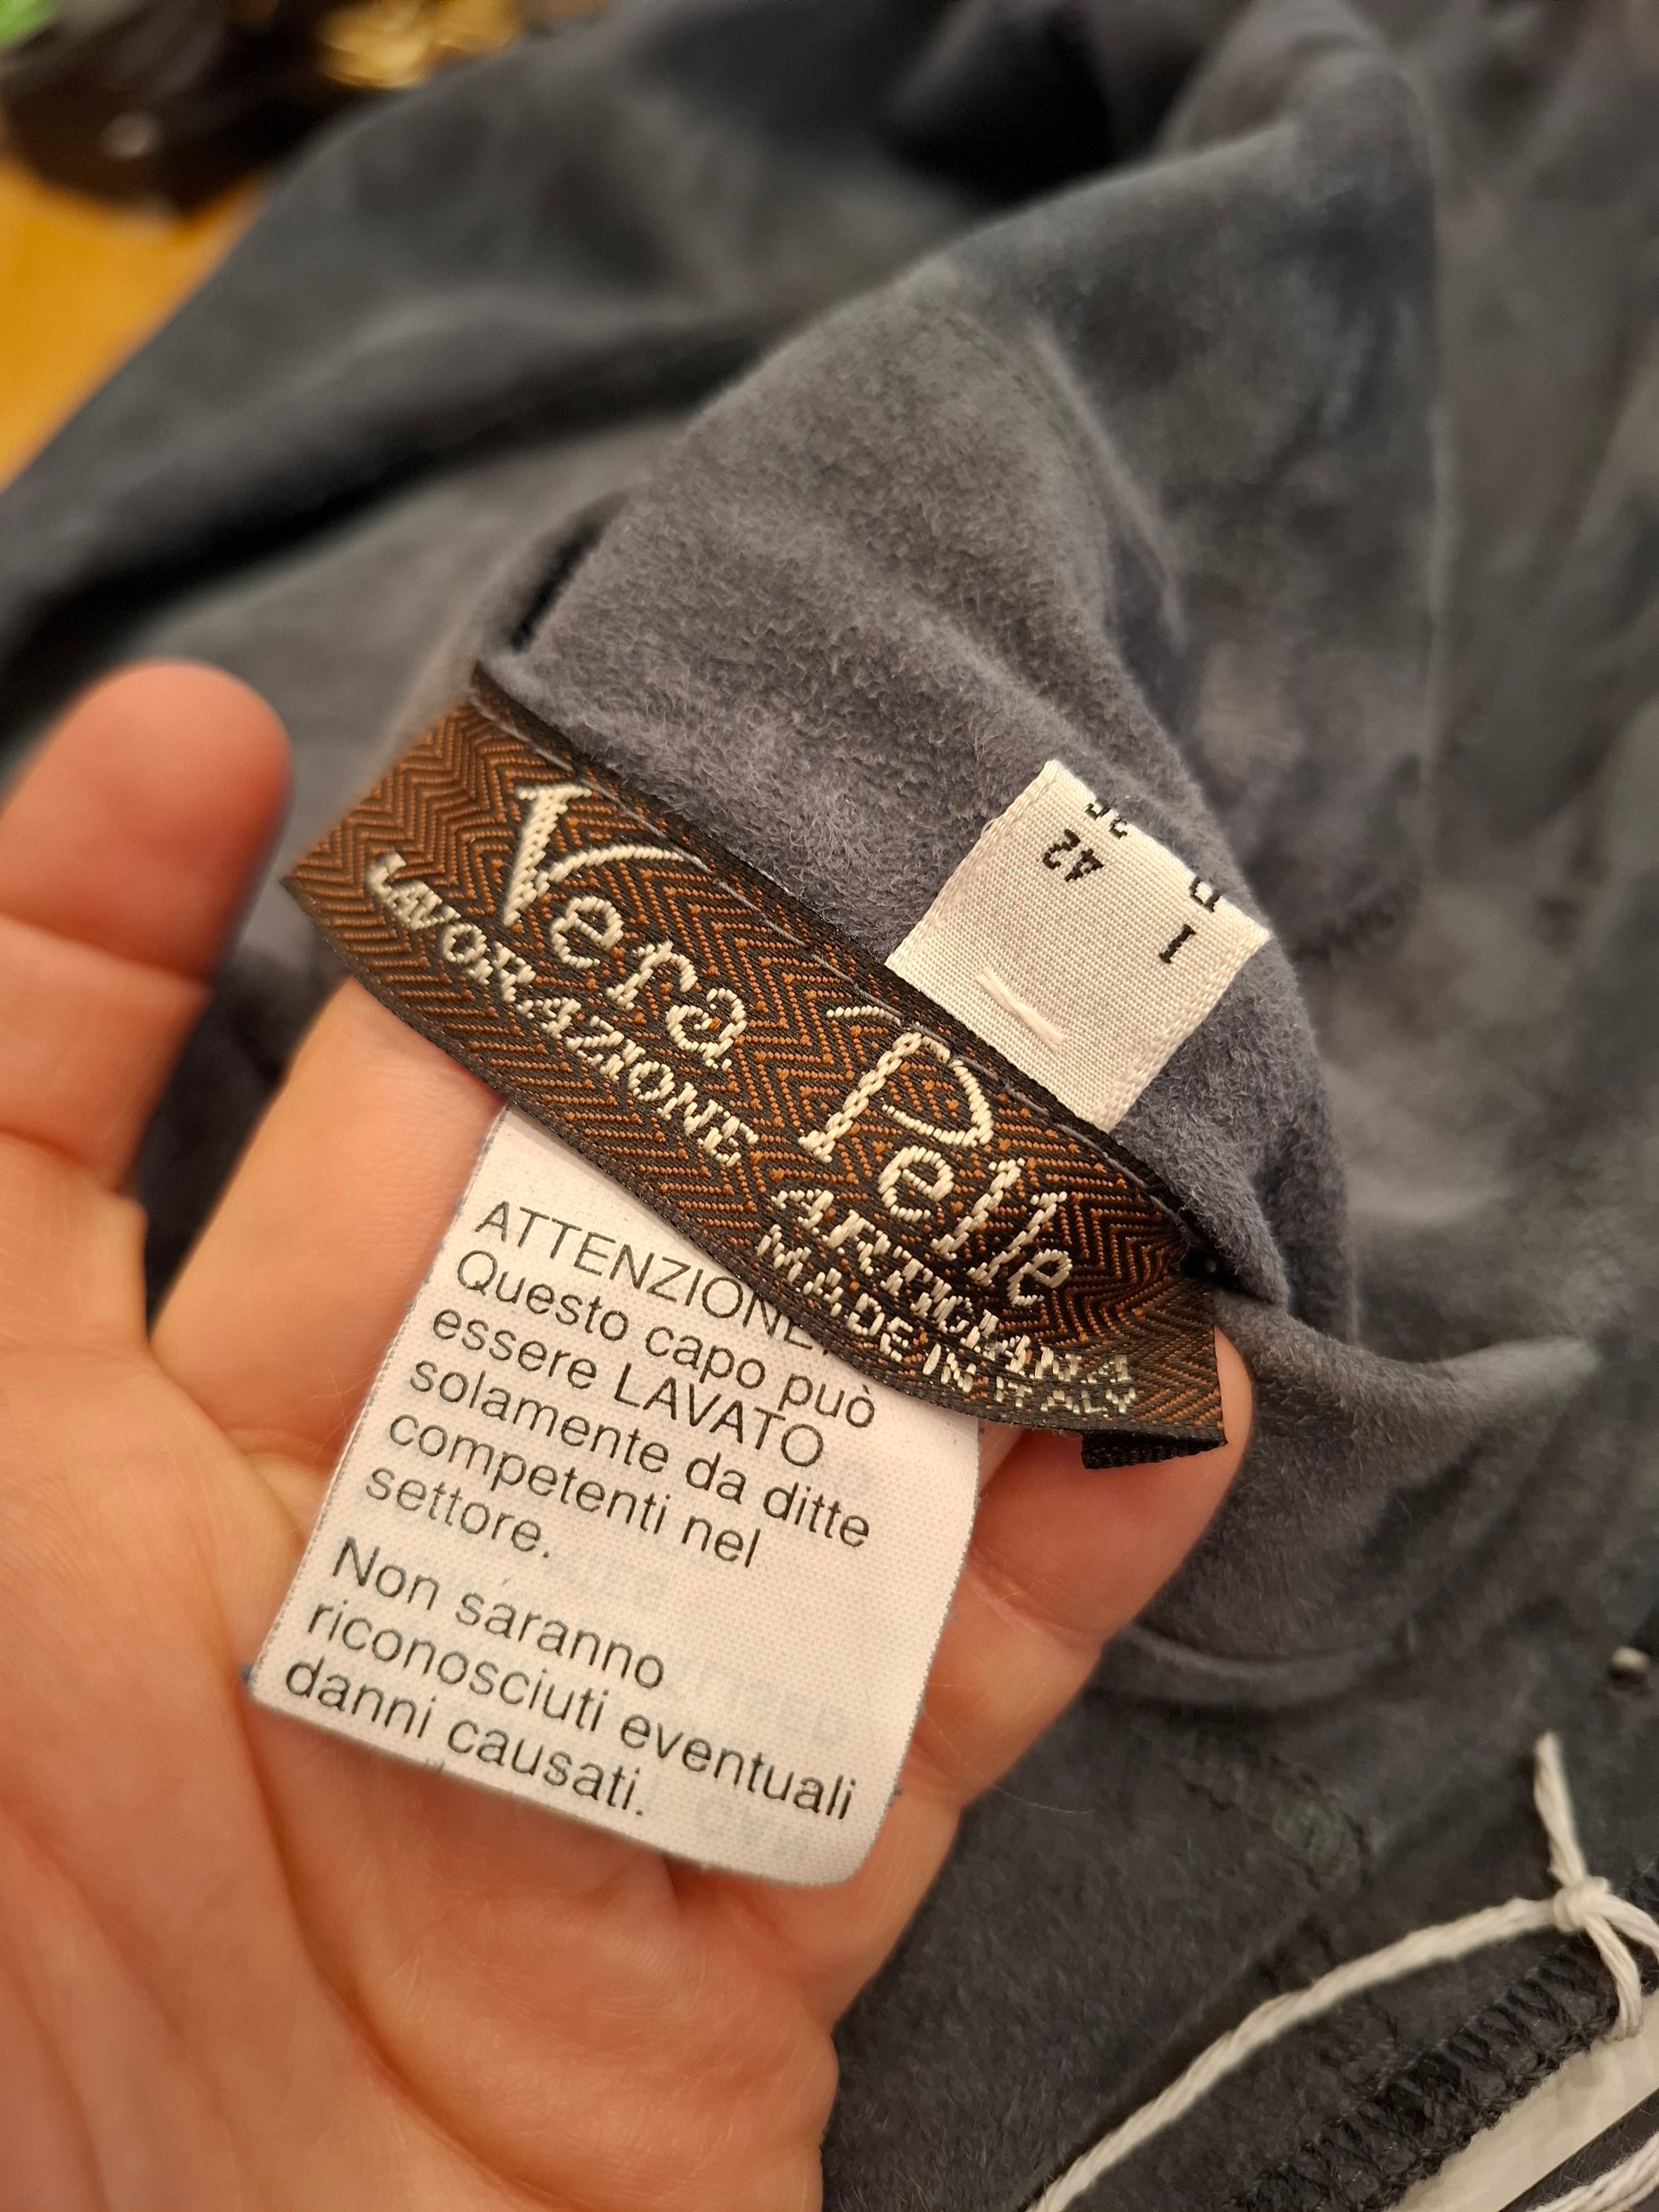 Vera Pelle
LAVORAZIONE ARTIGIANA
MADE IN ITALY
I 42
ATTENZIONE
Questo capo può
essere LAVATO
solamente da ditte
competenti nel
settore.
Non saranno
riconosciuti eventuali
danni causati.